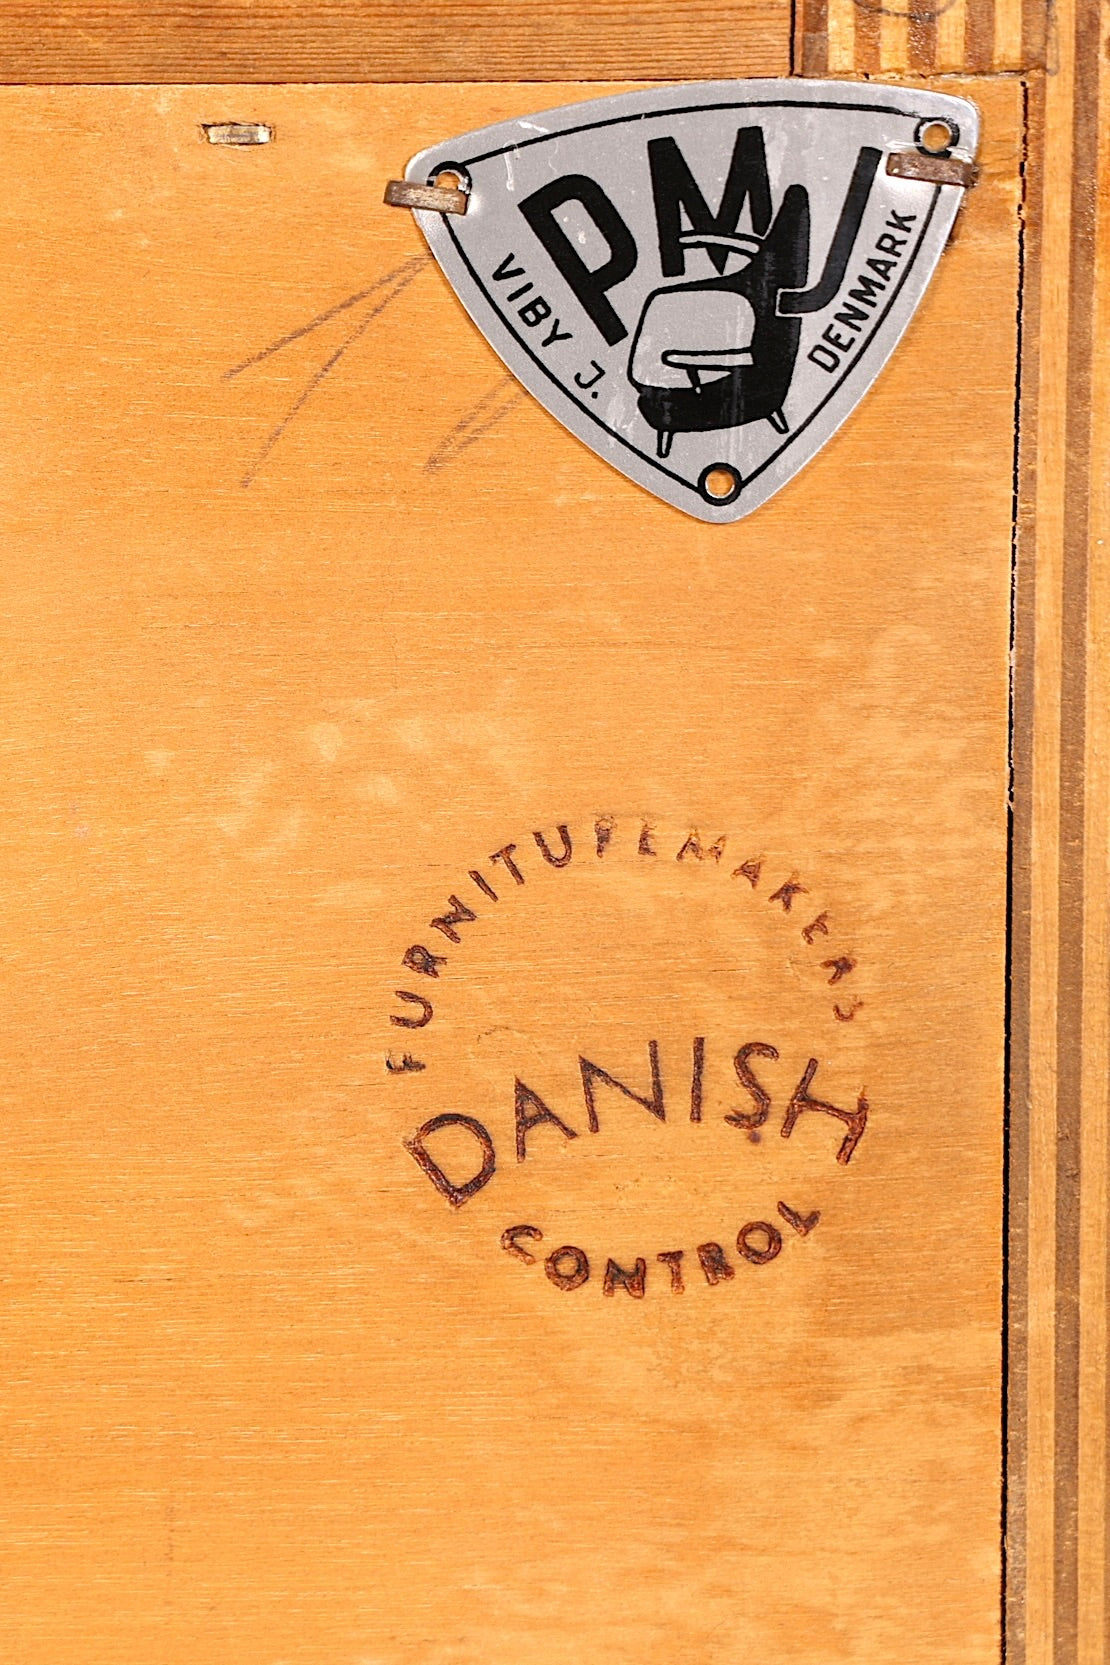 PMJ
VIBY J.
DENMARK
FURNITUREMAKERS
DANISH
CONTROL